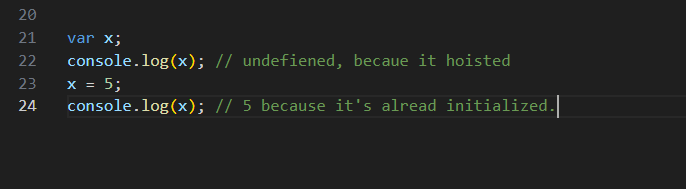 20
21 var x;
22 console.log(x); // undefiened, becaue it hoisted
23 x = 5;
24 console.log(x); // 5 because it's alread initialized.